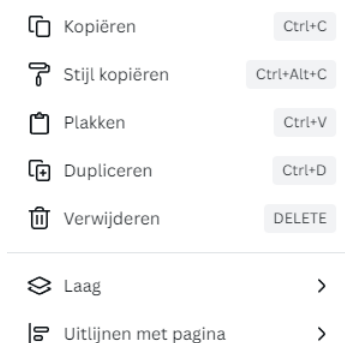 Kopiëren Ctrl+C
Stijl kopiëren Ctrl+Alt+C
Plakken Ctrl+V
Dupliceren Ctrl+D
Verwijderen DELETE
Laag
Uitlijnen met pagina